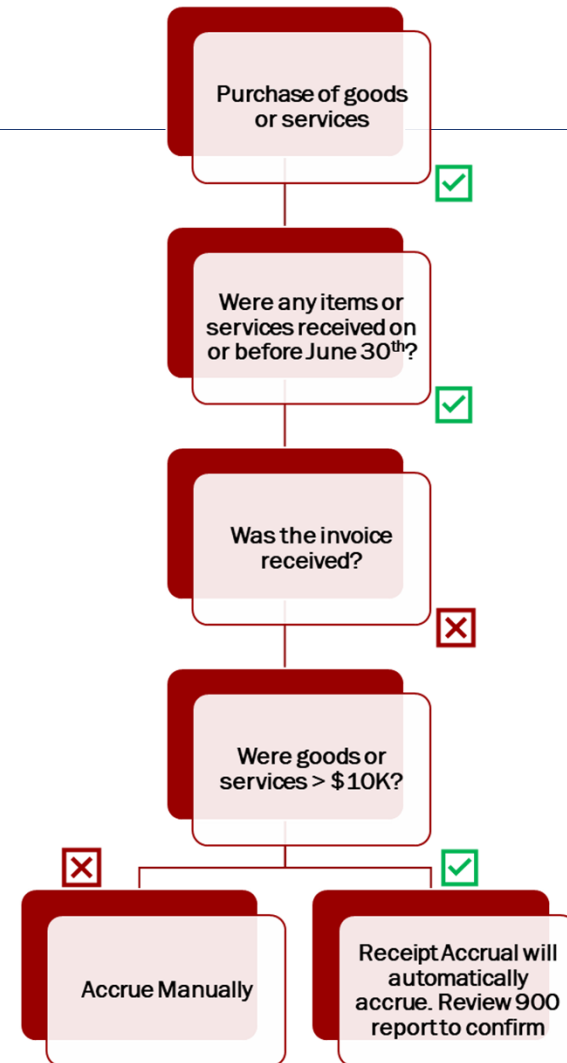 Purchase of goods
or services
Were any items or
services received on
or before June 30th?
Was the invoice
received?
Were goods or
services > $10K?
Accrue Manually
Receipt Accrual will
automatically
accrue. Review 900
report to confirm